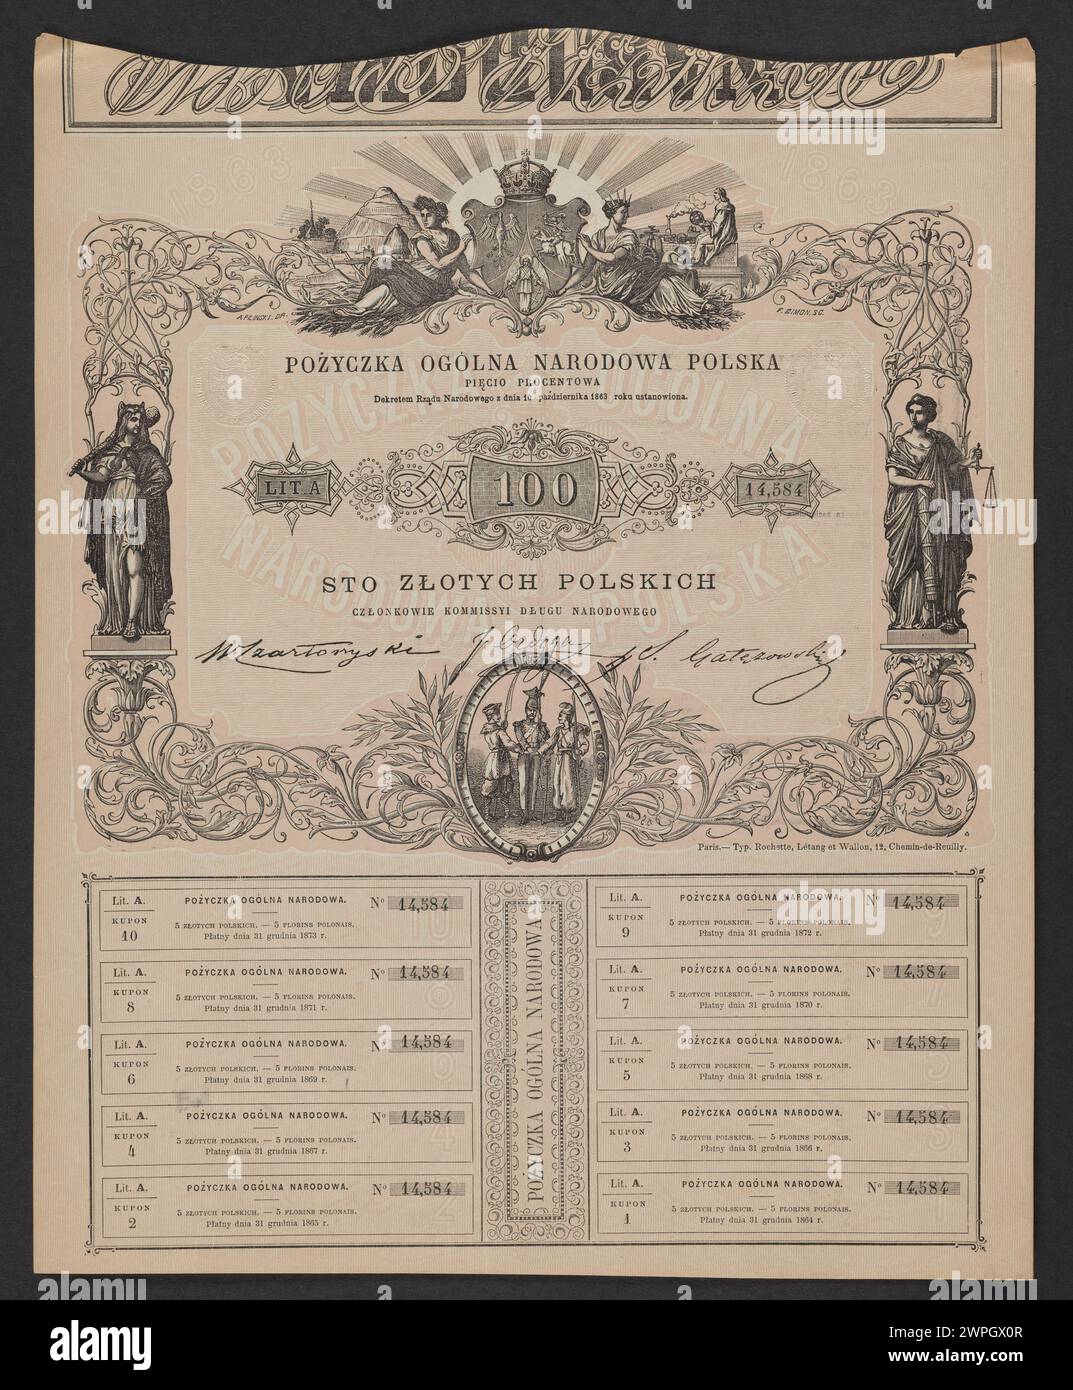 1863
1863
A. PILINSKI. DR.
F. SIMON. SC.
POŻYCZKA OGÓLNA NARODOWA POLSKA
PIĘCIO PROCENTOWA
Dekretem Rządu Narodowego z dnia 10 października 1863 roku ustanowiona.
POŻYCZKA OGÓLNA
NARODOWA POLSKA
LIT. A
100
14,584
STO ZŁOTYCH POLSKICH
CZŁONKOWIE KOMMISSYI DŁUGU NARODOWEGO
W Czartoryski J. Ordęga S. Gałęzowski
Paris.— Typ. Rochette, Létang et Wallon, 12, Chemin-de-Reuilly.
POŻYCZKA OGÓLNA NARODOWA
Lit. A. POŻYCZKA OGÓLNA NARODOWA. Nº 14,584
KUPON
10
5 ZŁOTYCH POLSKICH. — 5 FLORINS POLONAIS.
Płatny dnia 31 grudnia 1873 r.
Lit. A. POŻYCZKA OGÓLNA NARODOWA. Nº 14,584
KUPON
9
5 ZŁOTYCH POLSKICH. — 5 FLORINS POLONAIS.
Płatny dnia 31 grudnia 1872 r.
Lit. A. POŻYCZKA OGÓLNA NARODOWA. Nº 14,584
KUPON
8
5 ZŁOTYCH POLSKICH. — 5 FLORINS POLONAIS.
Płatny dnia 31 grudnia 1871 r.
Lit. A. POŻYCZKA OGÓLNA NARODOWA. Nº 14,584
KUPON
7
5 ZŁOTYCH POLSKICH. — 5 FLORINS POLONAIS.
Płatny dnia 31 grudnia 1870 r.
Lit. A. POŻYCZKA OGÓLNA NARODOWA. Nº 14,584
KUPON
6
5 ZŁOTYCH POLSKICH. — 5 FLORINS POLONAIS.
Płatny dnia 31 grudnia 1869 r.
Lit. A. POŻYCZKA OGÓLNA NARODOWA. Nº 14,584
KUPON
5
5 ZŁOTYCH POLSKICH. — 5 FLORINS POLONAIS.
Płatny dnia 31 grudnia 1868 r.
Lit. A. POŻYCZKA OGÓLNA NARODOWA. Nº 14,584
KUPON
4
5 ZŁOTYCH POLSKICH. — 5 FLORINS POLONAIS.
Płatny dnia 31 grudnia 1867 r.
Lit. A. POŻYCZKA OGÓLNA NARODOWA. Nº 14,584
KUPON
3
5 ZŁOTYCH POLSKICH. — 5 FLORINS POLONAIS.
Płatny dnia 31 grudnia 1866 r.
Lit. A. POŻYCZKA OGÓLNA NARODOWA. Nº 14,584
KUPON
2
5 ZŁOTYCH POLSKICH. — 5 FLORINS POLONAIS.
Płatny dnia 31 grudnia 1865 r.
Lit. A. POŻYCZKA OGÓLNA NARODOWA. Nº 14,584
KUPON
1
5 ZŁOTYCH POLSKICH. — 5 FLORINS POLONAIS.
Płatny dnia 31 grudnia 1864 r.
alamy
Image ID: 2WPGX0R
www.alamy.com